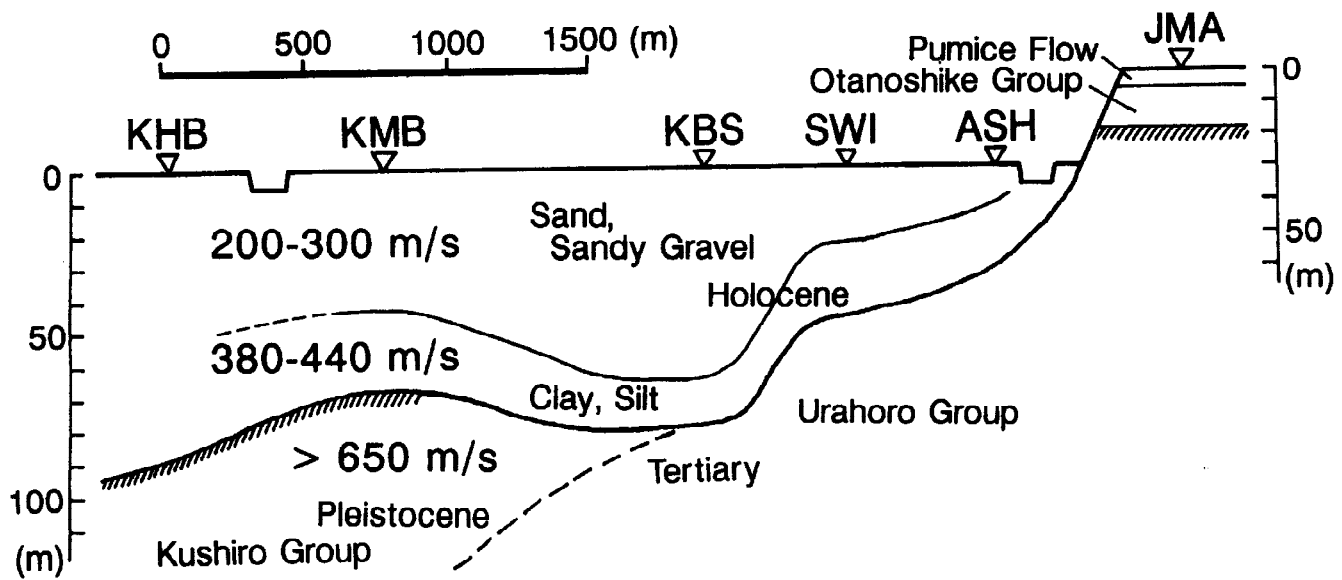 0 500 1000 1500 (m)
JMA
Pumice Flow
Otanoshike Group
0
50
(m)
KHB KMB KBS SWI ASH
0
50
100
(m)
Sand,
Sandy Gravel
200-300 m/s
Holocene
380-440 m/s
Clay, Silt
Urahoro Group
> 650 m/s
Tertiary
Pleistocene
Kushiro Group